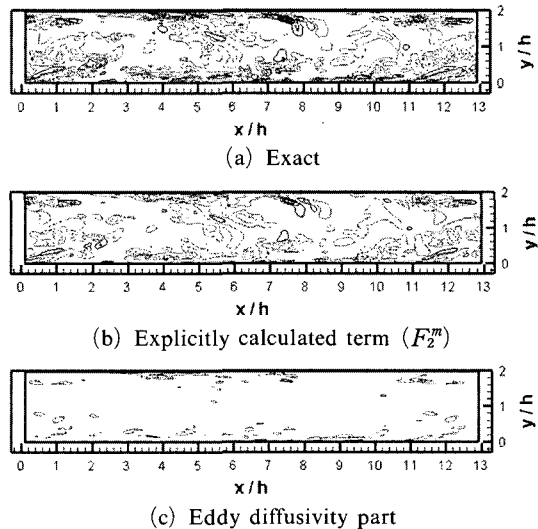 2
1
0
y/h
0 1 2 3 4 5 6 7 8 9 10 11 12 13
x/h
(a) Exact
2
1
0
y/h
0 1 2 3 4 5 6 7 8 9 10 11 12 13
x/h
(b) Explicitly calculated term (F₂ᵐ)
2
1
0
y/h
0 1 2 3 4 5 6 7 8 9 10 11 12 13
x/h
(c) Eddy diffusivity part